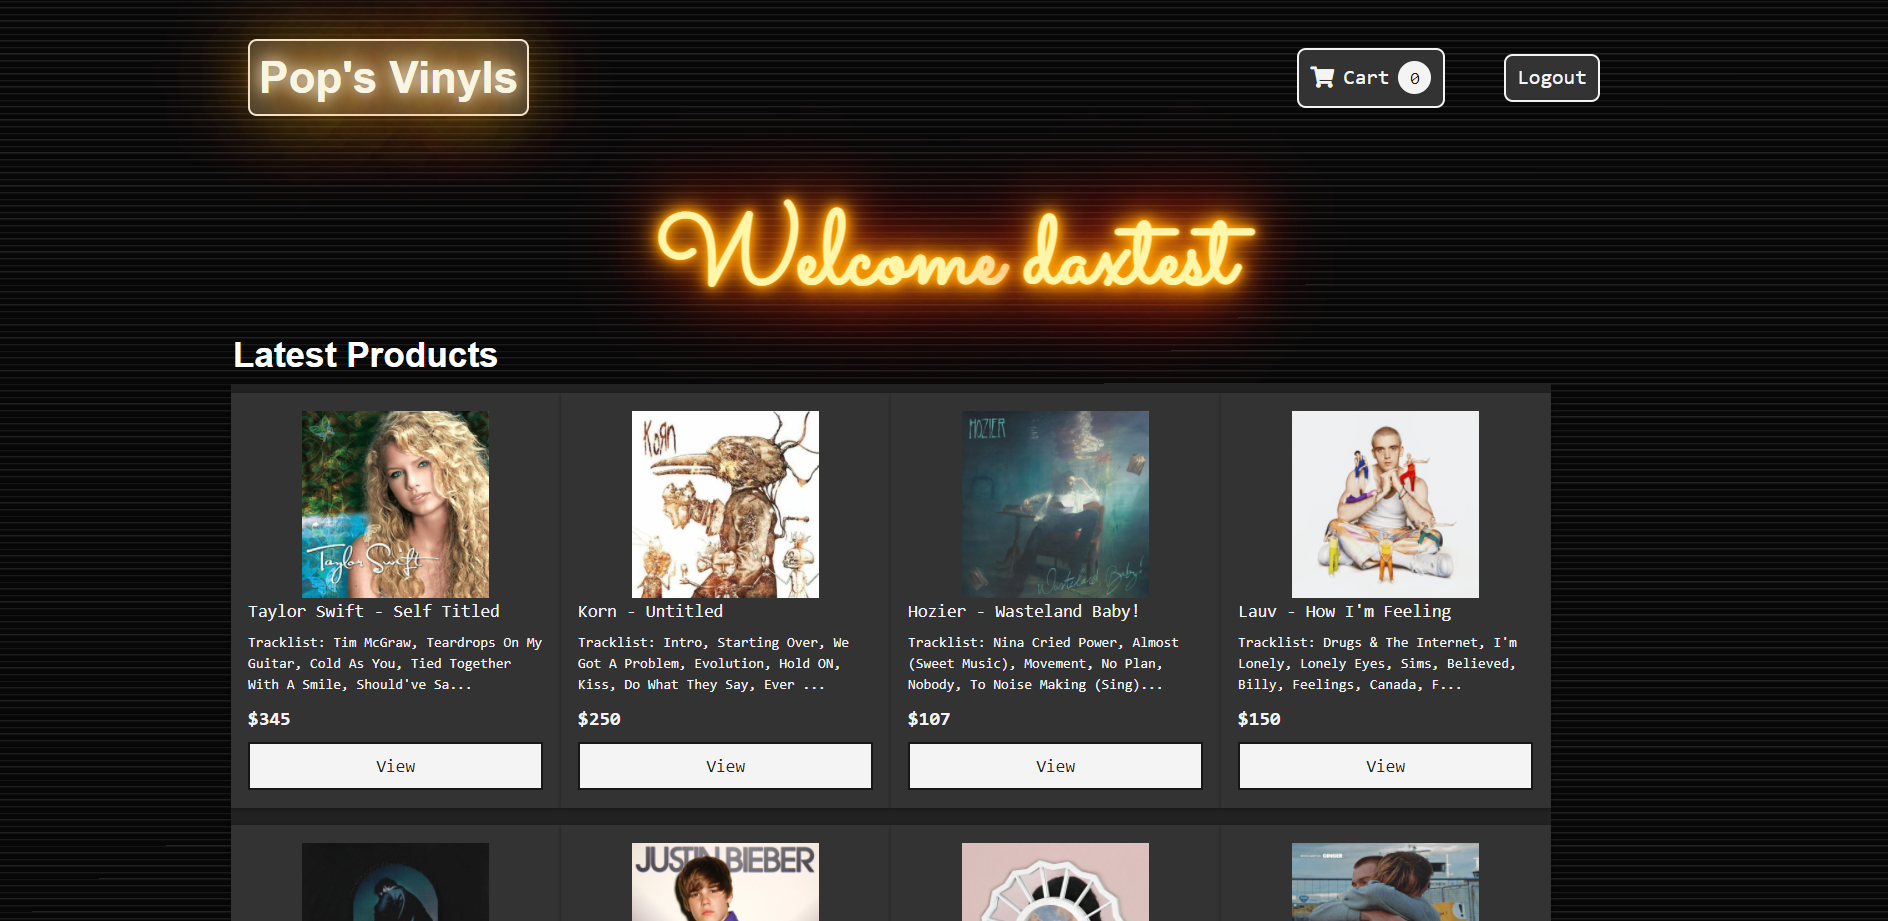 Pop's Vinyls
Cart 0
Logout
Welcome daxtest
Latest Products
Taylor Swift
Taylor Swift - Self Titled
Tracklist: Tim McGraw, Teardrops On My
Guitar, Cold As You, Tied Together
With A Smile, Should've Sa...
$345
View
KoЯn
Korn - Untitled
Tracklist: Intro, Starting Over, We
Got A Problem, Evolution, Hold ON,
Kiss, Do What They Say, Ever ...
$250
View
HOZIER
Wasteland Baby!
Hozier - Wasteland Baby!
Tracklist: Nina Cried Power, Almost
(Sweet Music), Movement, No Plan,
Nobody, To Noise Making (Sing)...
$107
View
Lauv - How I'm Feeling
Tracklist: Drugs & The Internet, I'm
Lonely, Lonely Eyes, Sims, Believed,
Billy, Feelings, Canada, F...
$150
View
JUSTIN BIEBER